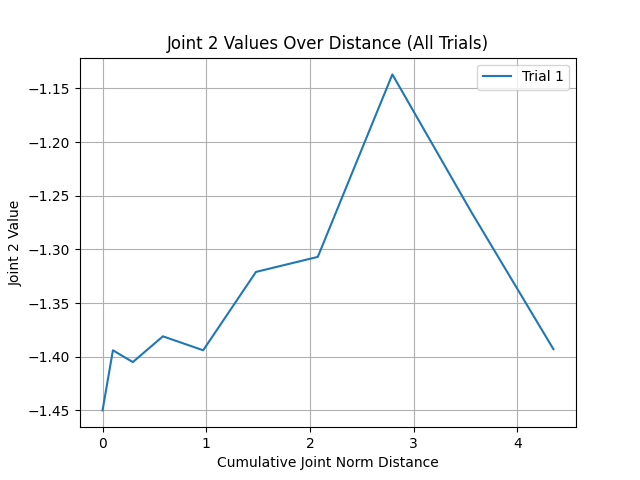 Joint 2 Values Over Distance (All Trials)
Trial 1
−1.15
−1.20
−1.25
−1.30
−1.35
−1.40
−1.45
Joint 2 Value
0 1 2 3 4
Cumulative Joint Norm Distance